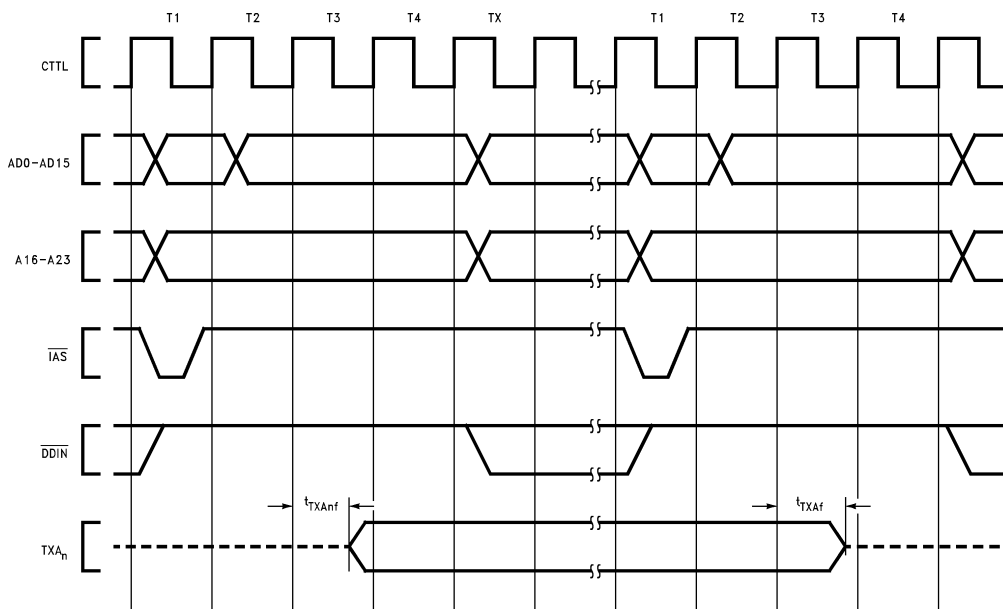 T1 T2 T3 T4 TX T1 T2 T3 T4
CTTL
AD0-AD15
A16-A23
IAS
DDIN
tTXAnf tTXAf
TXAn